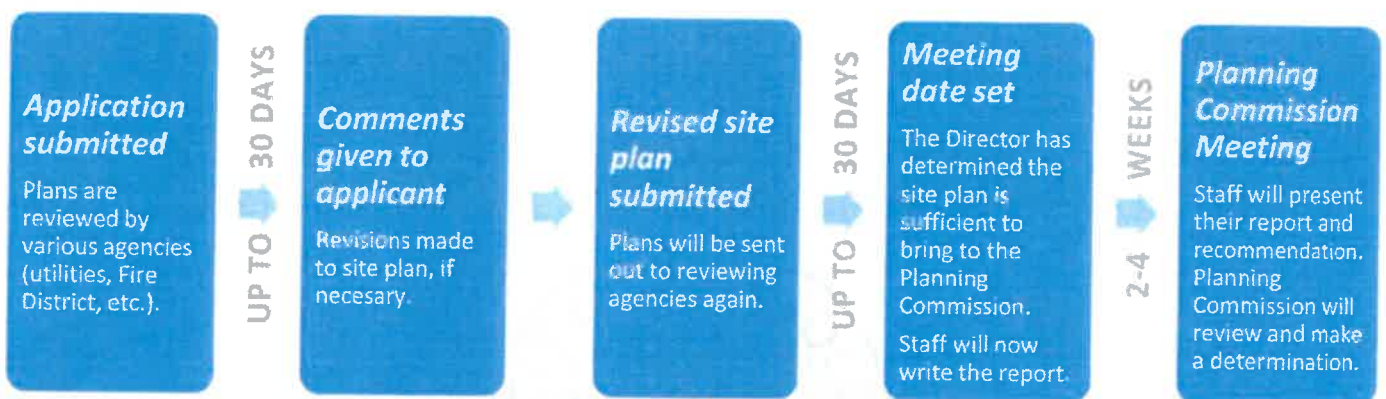 Application
submitted
Plans are
reviewed by
various agencies
(utilities, Fire
District, etc.).
UP TO 30 DAYS
Comments
given to
applicant
Revisions made
to site plan, if
necesary.
Revised site
plan
submitted
Plans will be sent
out to reviewing
agencies again.
UP TO 30 DAYS
Meeting
date set
The Director has
determined the
site plan is
sufficient to
bring to the
Planning
Commission.
Staff will now
write the report.
2-4 WEEKS
Planning
Commission
Meeting
Staff will present
their report and
recommendation.
Planning
Commission will
review and make
a determination.